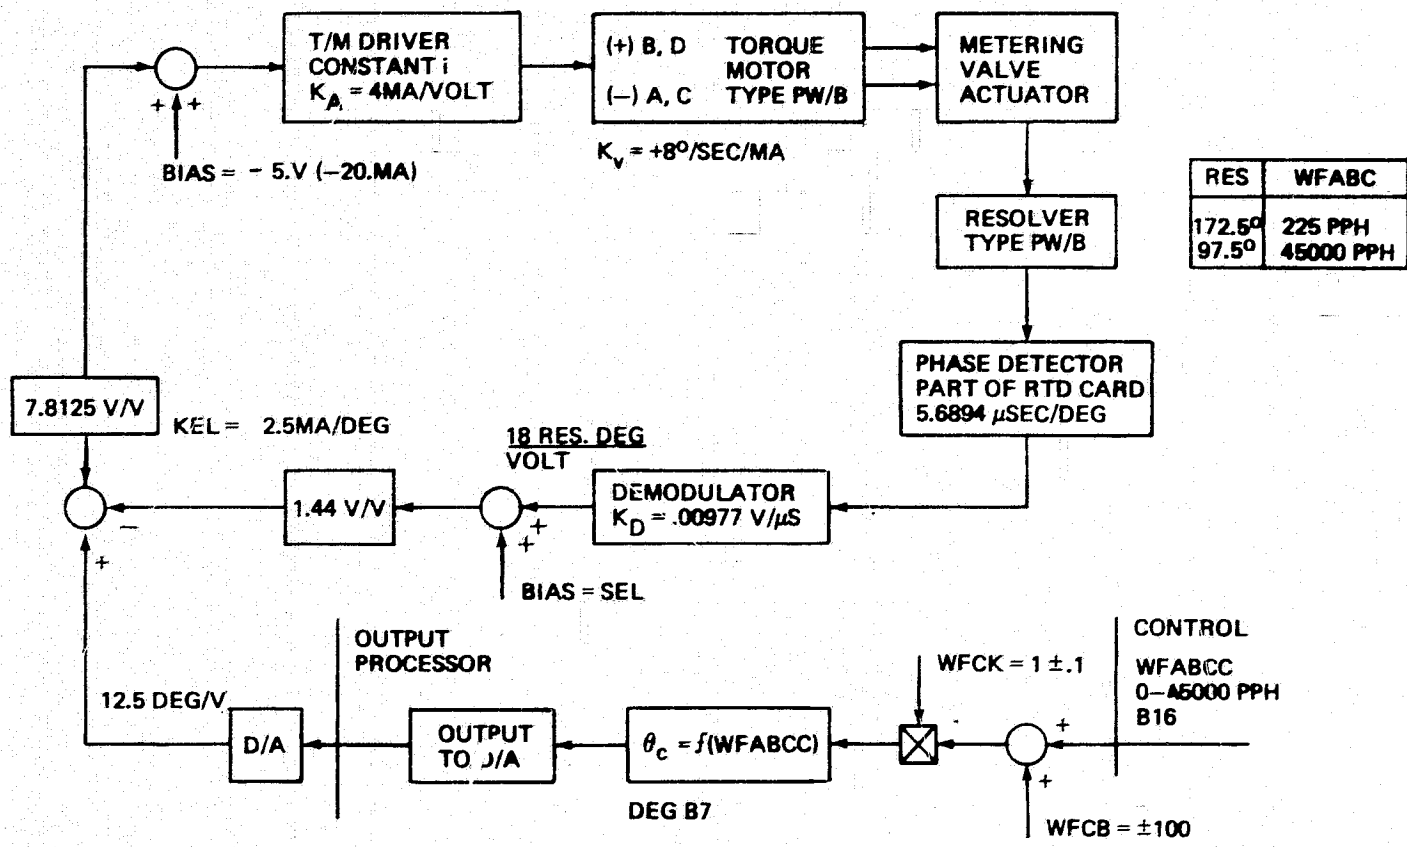 T/M DRIVER
CONSTANT i
K_A = 4MA/VOLT
+ +
BIAS = - 5.V (-20.MA)
(+) B, D TORQUE
MOTOR
(-) A, C TYPE PW/B
K_v = +8°/SEC/MA
METERING
VALVE
ACTUATOR
RES WFABC
172.5° 225 PPH
97.5° 45000 PPH
RESOLVER
TYPE PW/B
PHASE DETECTOR
PART OF RTD CARD
5.6894 μSEC/DEG
7.8125 V/V
KEL = 2.5MA/DEG
18 RES. DEG
VOLT
DEMODULATOR
K_D = .00977 V/μS
1.44 V/V
-
+
+
+
BIAS = SEL
OUTPUT
PROCESSOR
12.5 DEG/V
D/A
OUTPUT
TO D/A
θ_c = f(WFABCC)
DEG B7
WFCK = 1 ±.1
CONTROL
WFABCC
0-45000 PPH
B16
+
+
WFCB = ±100